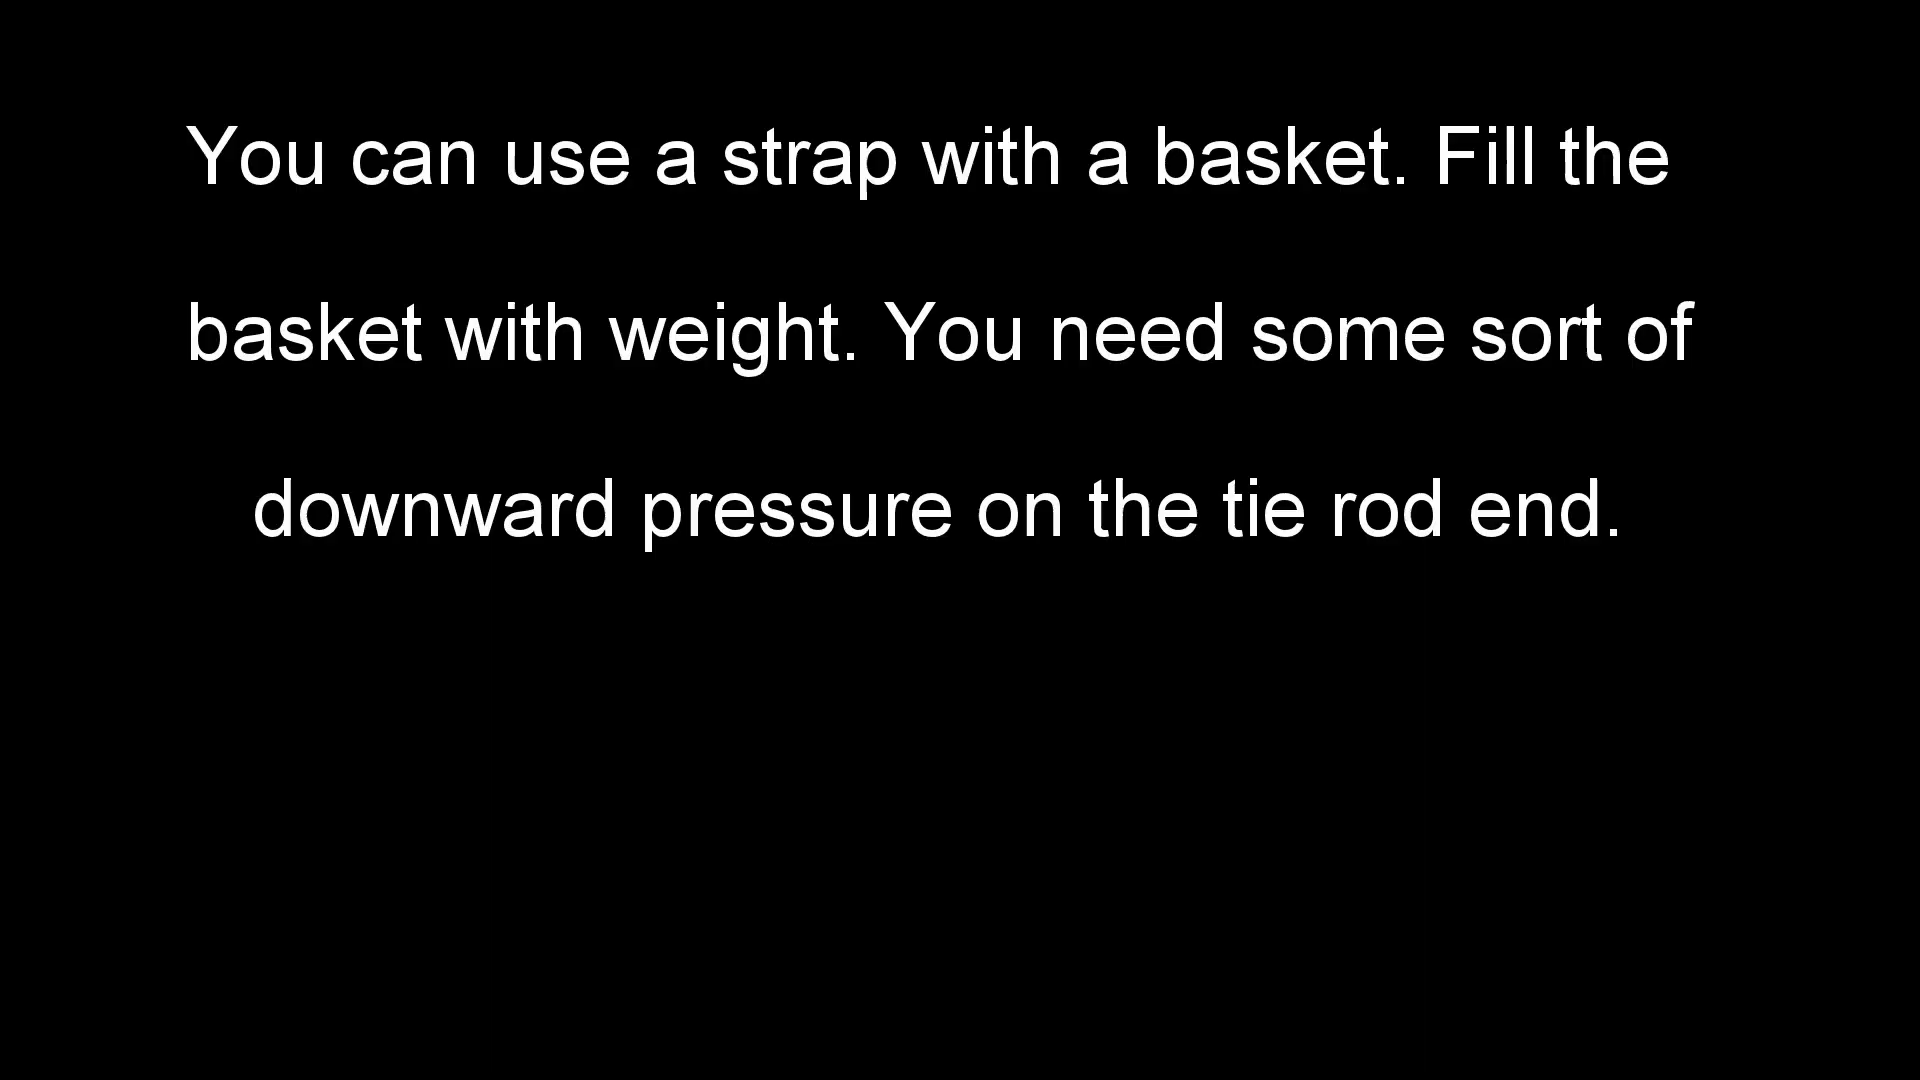 You can use a strap with a basket. Fill the
basket with weight. You need some sort of
downward pressure on the tie rod end.